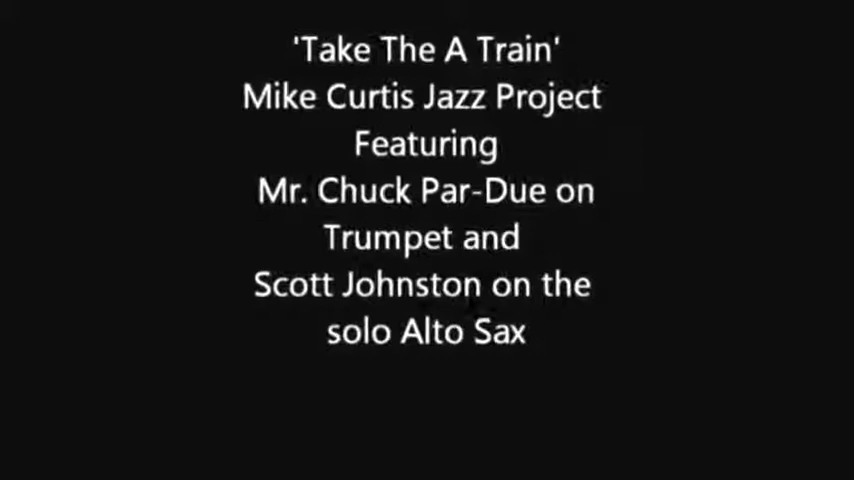 'Take The A Train'
Mike Curtis Jazz Project
Featuring
Mr. Chuck Par-Due on
Trumpet and
Scott Johnston on the
solo Alto Sax